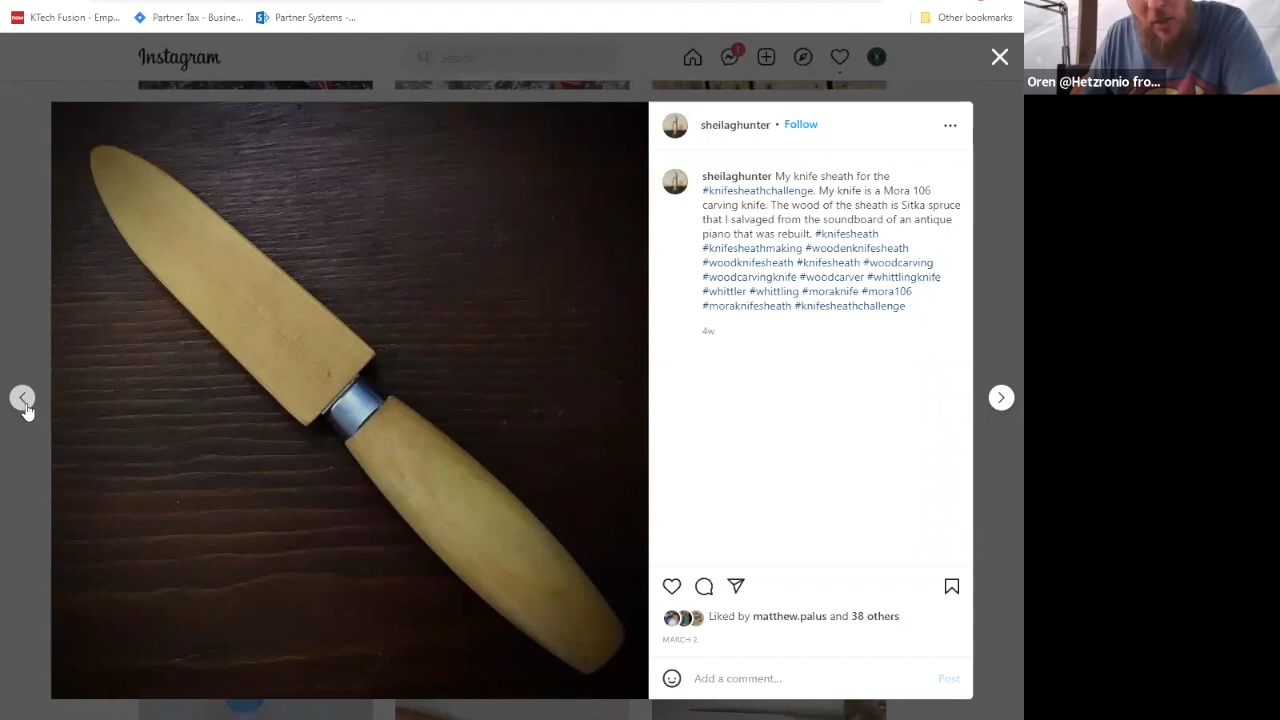 KTech Fusion - Emp... Partner Tax - Busine... Partner Systems -... Other bookmarks
Instagram Search 1
Oren @Hetzronio fro...
sheilaghunter • Follow
sheilaghunter My knife sheath for the
#knifesheathchallenge. My knife is a Mora 106
carving knife. The wood of the sheath is Sitka spruce
that I salvaged from the soundboard of an antique
piano that was rebuilt. #knifesheath
#knifesheathmaking #woodenknifesheath
#woodknifesheath #knifesheath #woodcarving
#woodcarvingknife #woodcarver #whittlingknife
#whittler #whittling #moraknife #mora106
#moraknifesheath #knifesheathchallenge
4w
Liked by matthew.palus and 38 others
MARCH 2
Add a comment... Post